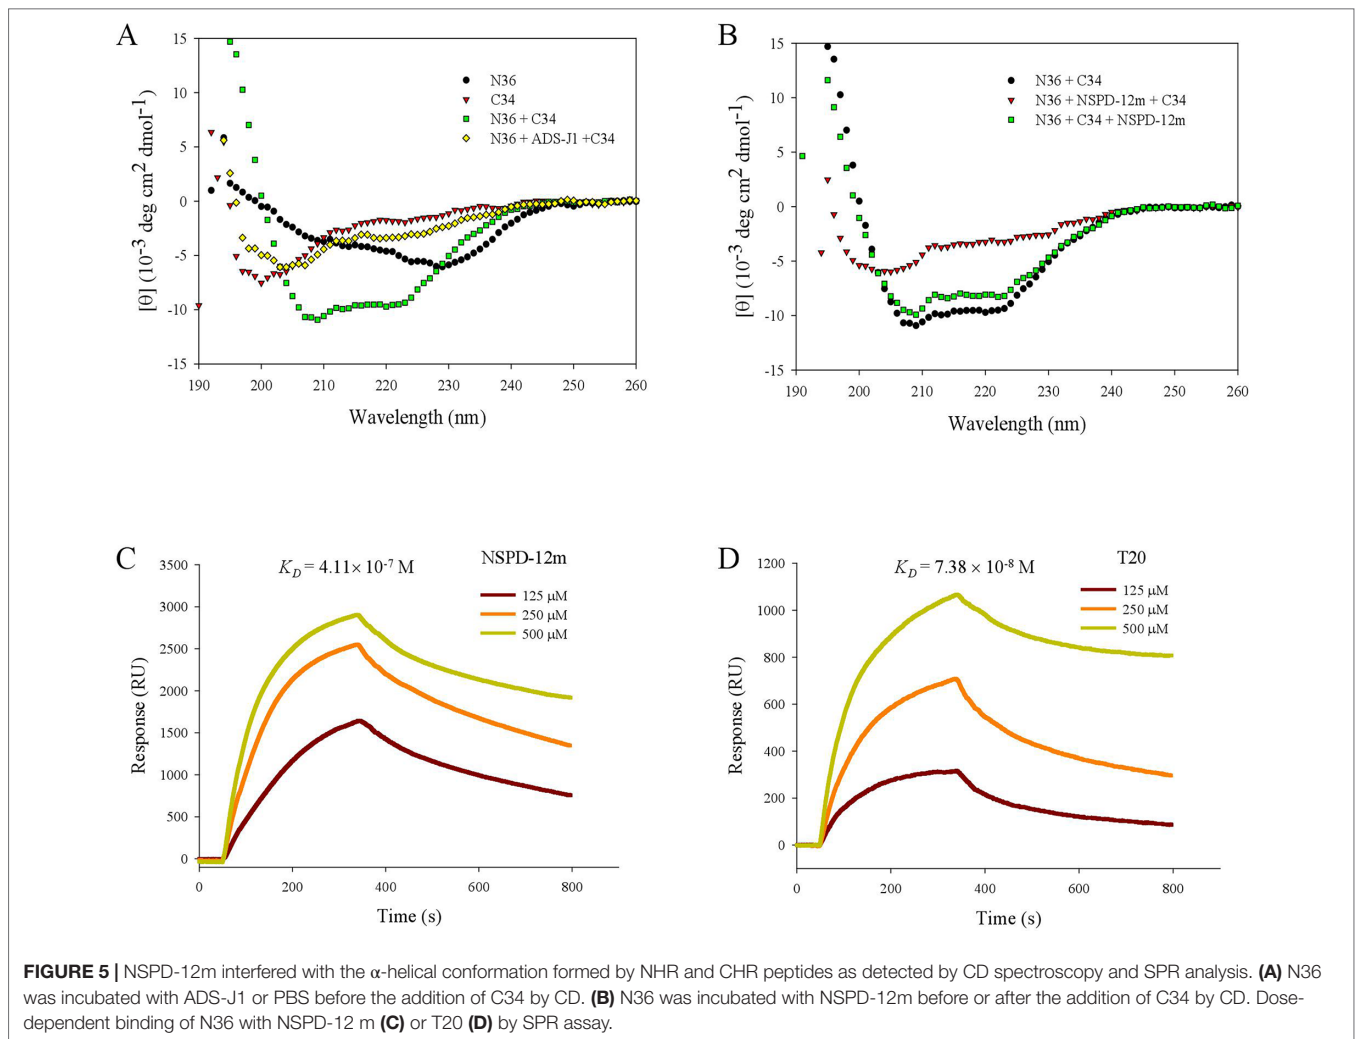 A
15
10
5
0
-5
-10
-15
190 200 210 220 230 240 250 260
[θ] (10⁻³ deg cm² dmol⁻¹)
Wavelength (nm)
N36
C34
N36 + C34
N36 + ADS-J1 +C34
B
15
10
5
0
-5
-10
-15
191 200 210 220 230 240 250 260
[θ] (10⁻³ deg cm² dmol⁻¹)
Wavelength (nm)
N36 + C34
N36 + NSPD-12m + C34
N36 + C34 + NSPD-12m
C
K_D = 4.11 × 10⁻⁷ M
NSPD-12m
125 µM
250 µM
500 µM
3500
3000
2500
2000
1500
1000
500
0
0 200 400 600 800
Response (RU)
Time (s)
D
K_D = 7.38 × 10⁻⁸ M
T20
125 µM
250 µM
500 µM
1200
1000
800
600
400
200
0
0 200 400 600 800
Response (RU)
Time (s)
FIGURE 5 | NSPD-12m interfered with the α-helical conformation formed by NHR and CHR peptides as detected by CD spectroscopy and SPR analysis. (A) N36
was incubated with ADS-J1 or PBS before the addition of C34 by CD. (B) N36 was incubated with NSPD-12m before or after the addition of C34 by CD. Dose-
dependent binding of N36 with NSPD-12 m (C) or T20 (D) by SPR assay.